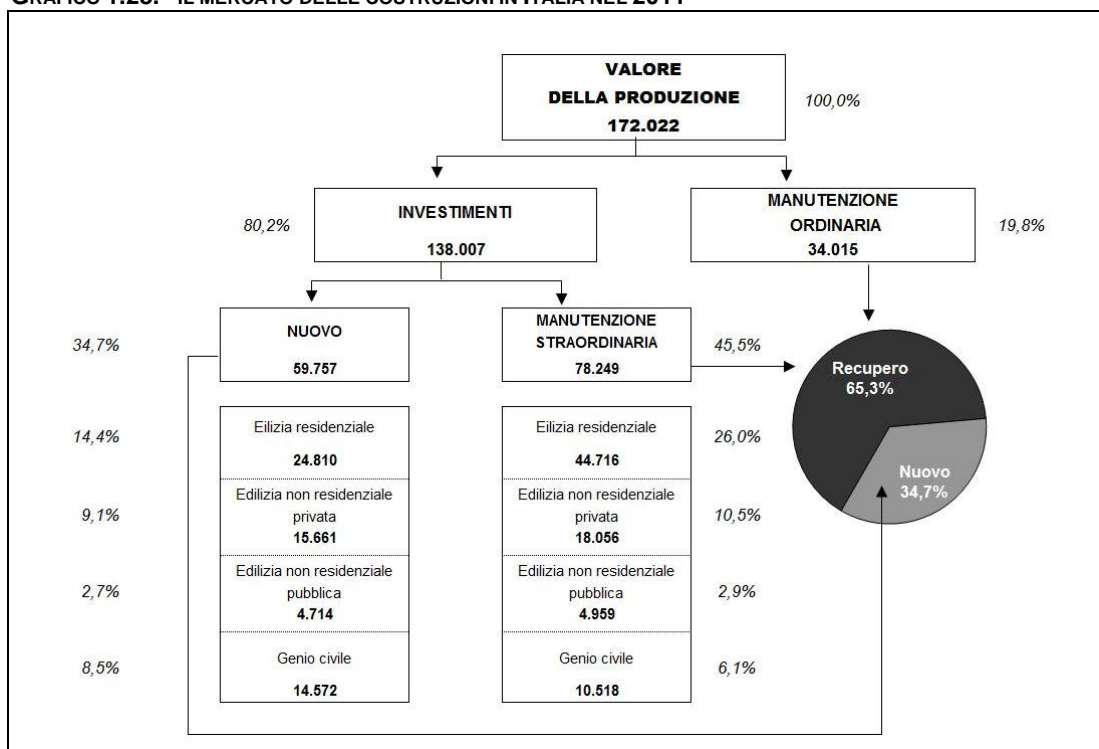 GRAFICO 1.23. - IL MERCATO DELLE COSTRUZIONI IN ITALIA NEL 2011
VALORE
DELLA PRODUZIONE
172.022
100,0%
80,2%
INVESTIMENTI
138.007
MANUTENZIONE
ORDINARIA
34.015
19,8%
34,7%
NUOVO
59.757
MANUTENZIONE
STRAORDINARIA
78.249
45,5%
Recupero
65,3%
Nuovo
34,7%
14,4%
Eilizia residenziale
24.810
Eilizia residenziale
44.716
26,0%
9,1%
Edilizia non residenziale
privata
15.661
Edilizia non residenziale
privata
18.056
10,5%
2,7%
Edilizia non residenziale
pubblica
4.714
Edilizia non residenziale
pubblica
4.959
2,9%
8,5%
Genio civile
14.572
Genio civile
10.518
6,1%